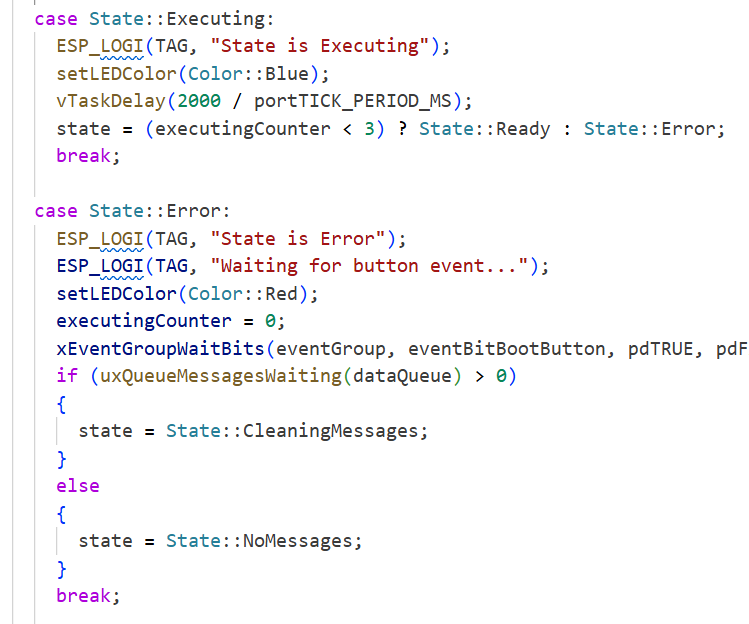 case State::Executing:
ESP_LOGI(TAG, "State is Executing");
setLEDColor(Color::Blue);
vTaskDelay(2000 / portTICK_PERIOD_MS);
state = (executingCounter < 3) ? State::Ready : State::Error;
break;
case State::Error:
ESP_LOGI(TAG, "State is Error");
ESP_LOGI(TAG, "Waiting for button event...");
setLEDColor(Color::Red);
executingCounter = 0;
xEventGroupWaitBits(eventGroup, eventBitBootButton, pdTRUE, pdF
if (uxQueueMessagesWaiting(dataQueue) > 0)
{
state = State::CleaningMessages;
}
else
{
state = State::NoMessages;
}
break;